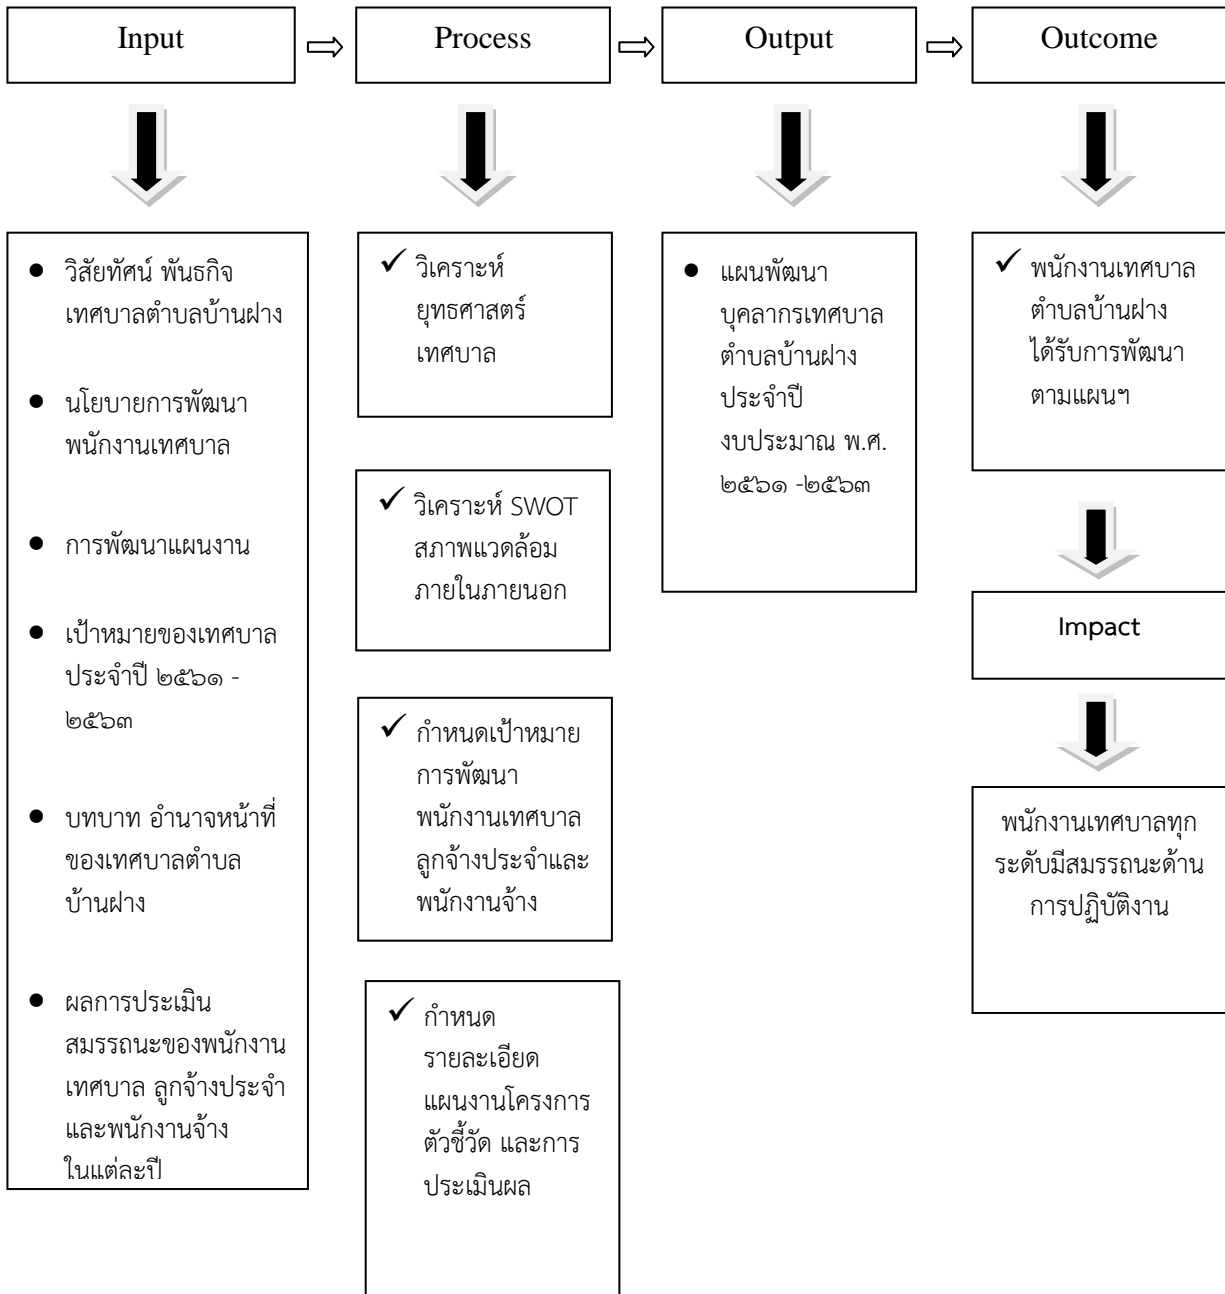 Input
Process
Output
Outcome
วิสัยทัศน์ พันธกิจ
เทศบาลตำบลบ้านฝาง
นโยบายการพัฒนา
พนักงานเทศบาล
การพัฒนาแผนงาน
เป้าหมายของเทศบาล
ประจำปี ๒๕๖๑ -
๒๕๖๓
บทบาท อำนาจหน้าที่
ของเทศบาลตำบล
บ้านฝาง
ผลการประเมิน
สมรรถนะของพนักงาน
เทศบาล ลูกจ้างประจำ
และพนักงานจ้าง
ในแต่ละปี
✓ วิเคราะห์
ยุทธศาสตร์
เทศบาล
✓ วิเคราะห์ SWOT
สภาพแวดล้อม
ภายในภายนอก
✓ กำหนดเป้าหมาย
การพัฒนา
พนักงานเทศบาล
ลูกจ้างประจำและ
พนักงานจ้าง
✓ กำหนด
รายละเอียด
แผนงานโครงการ
ตัวชี้วัด และการ
ประเมินผล
แผนพัฒนา
บุคลากรเทศบาล
ตำบลบ้านฝาง
ประจำปี
งบประมาณ พ.ศ.
๒๕๖๑ -๒๕๖๓
✓ พนักงานเทศบาล
ตำบลบ้านฝาง
ได้รับการพัฒนา
ตามแผนฯ
Impact
พนักงานเทศบาลทุก
ระดับมีสมรรถนะด้าน
การปฏิบัติงาน